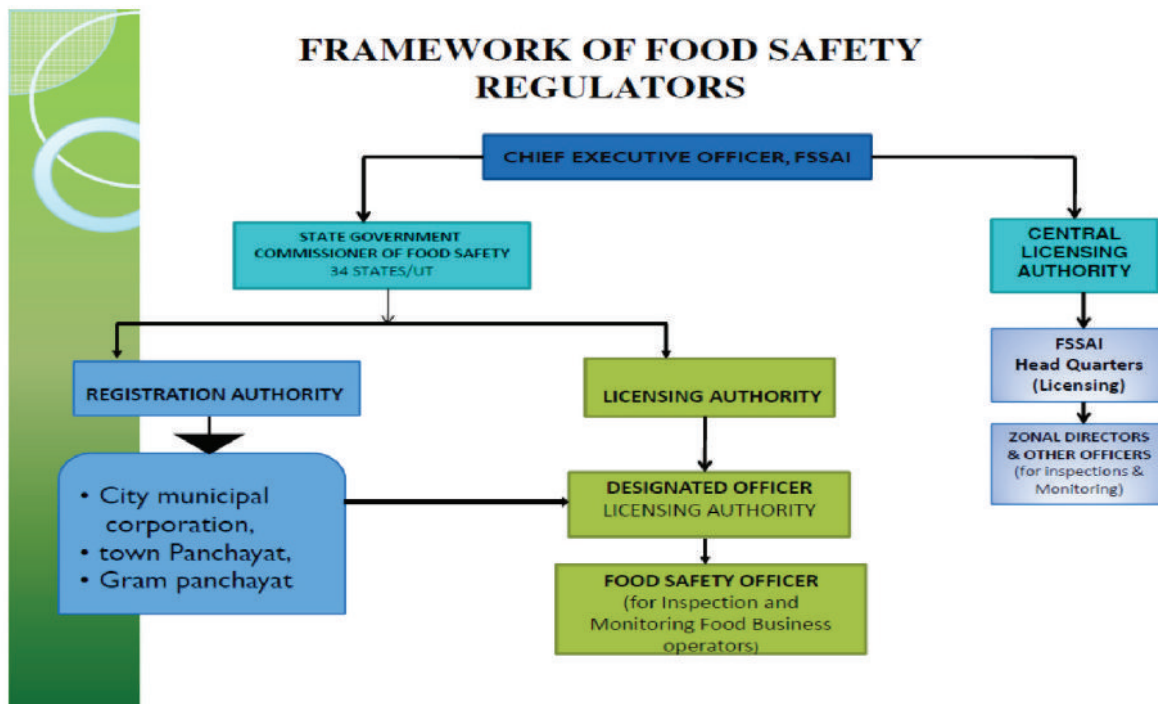 FRAMEWORK OF FOOD SAFETY
REGULATORS
CHIEF EXECUTIVE OFFICER, FSSAI
STATE GOVERNMENT
COMMISSIONER OF FOOD SAFETY
34 STATES/UT
CENTRAL
LICENSING
AUTHORITY
REGISTRATION AUTHORITY
LICENSING AUTHORITY
FSSAI
Head Quarters
(Licensing)
ZONAL DIRECTORS
& OTHER OFFICERS
(for inspections &
Monitoring)
• City municipal
corporation,
• town Panchayat,
• Gram panchayat
DESIGNATED OFFICER
LICENSING AUTHORITY
FOOD SAFETY OFFICER
(for Inspection and
Monitoring Food Business
operators)